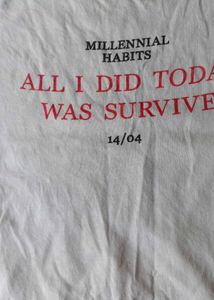 MILLENNIAL
HABITS
ALL I DID TODA
WAS SURVIVE
14/04